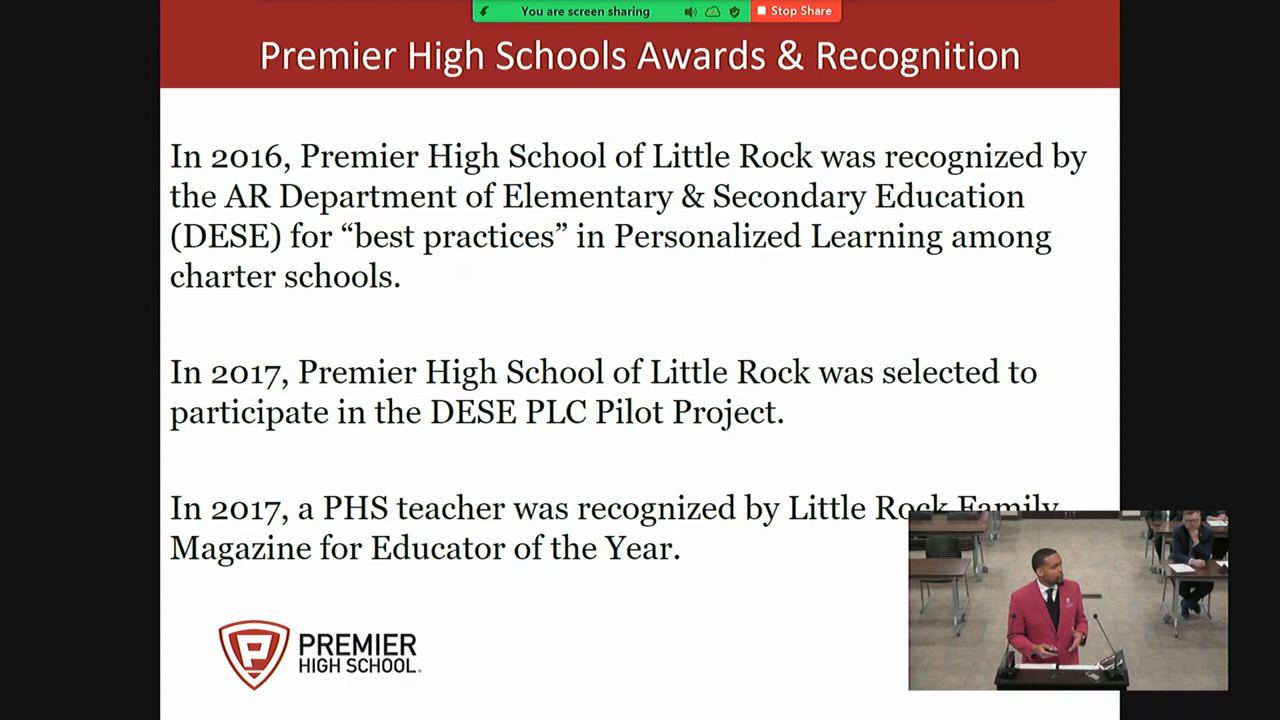 You are screen sharing
Stop Share
Premier High Schools Awards & Recognition
In 2016, Premier High School of Little Rock was recognized by
the AR Department of Elementary & Secondary Education
(DESE) for “best practices” in Personalized Learning among
charter schools.
In 2017, Premier High School of Little Rock was selected to
participate in the DESE PLC Pilot Project.
In 2017, a PHS teacher was recognized by Little Rock Family
Magazine for Educator of the Year.
P
PREMIER
HIGH SCHOOL